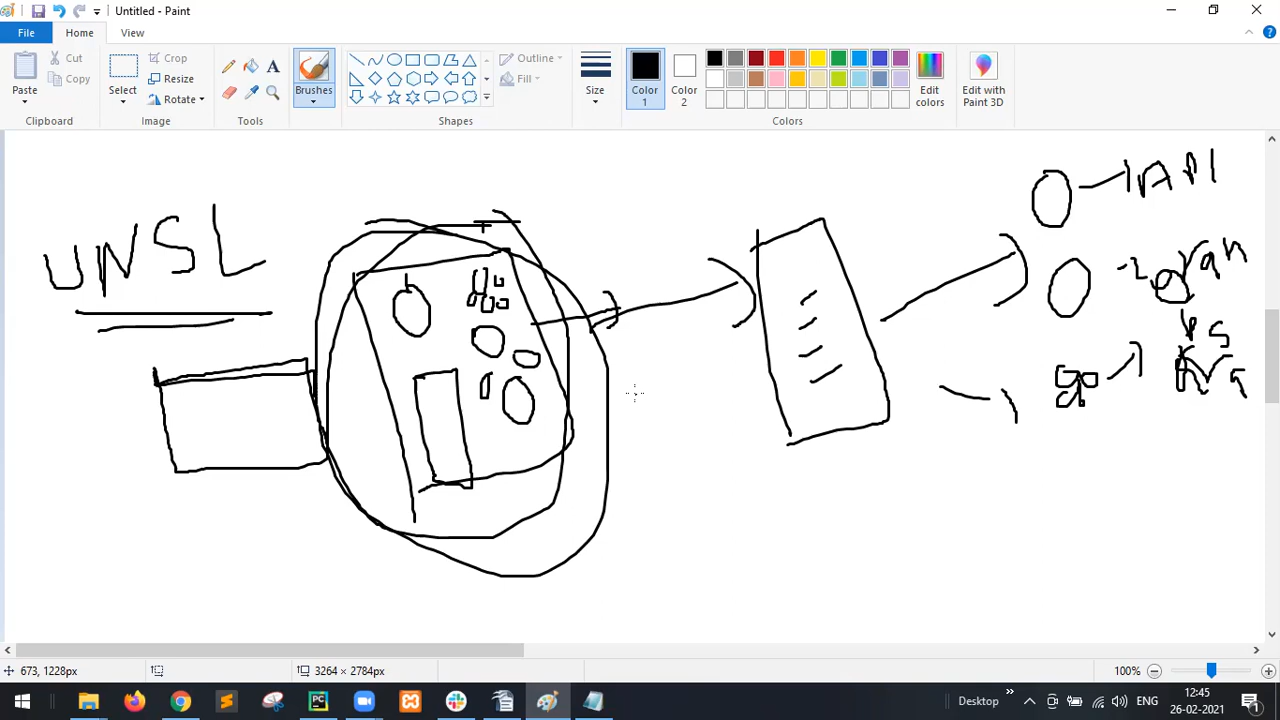 Untitled - Paint
File
Home
View
Paste
Cut
Copy
Clipboard
Select
Crop
Resize
Rotate
Image
A
Tools
Brushes
Shapes
Outline
Fill
Size
Color 1
Color 2
Colors
Edit colors
Edit with Paint 3D
UNSL
673, 1228px
3264 × 2784px
100%
PC
Desktop
»
ENG
12:45
26-02-2021
1